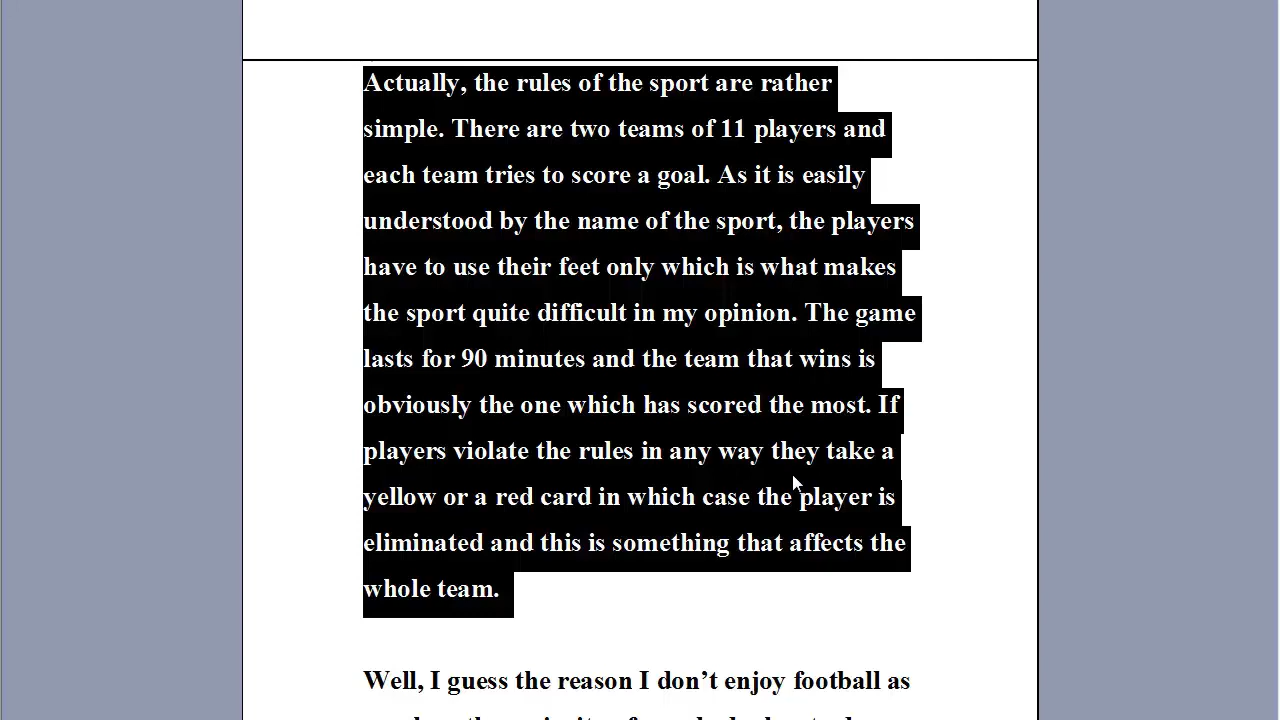 Actually, the rules of the sport are rather
simple. There are two teams of 11 players and
each team tries to score a goal. As it is easily
understood by the name of the sport, the players
have to use their feet only which is what makes
the sport quite difficult in my opinion. The game
lasts for 90 minutes and the team that wins is
obviously the one which has scored the most. If
players violate the rules in any way they take a
yellow or a red card in which case the player is
eliminated and this is something that affects the
whole team.
Well, I guess the reason I don’t enjoy football as